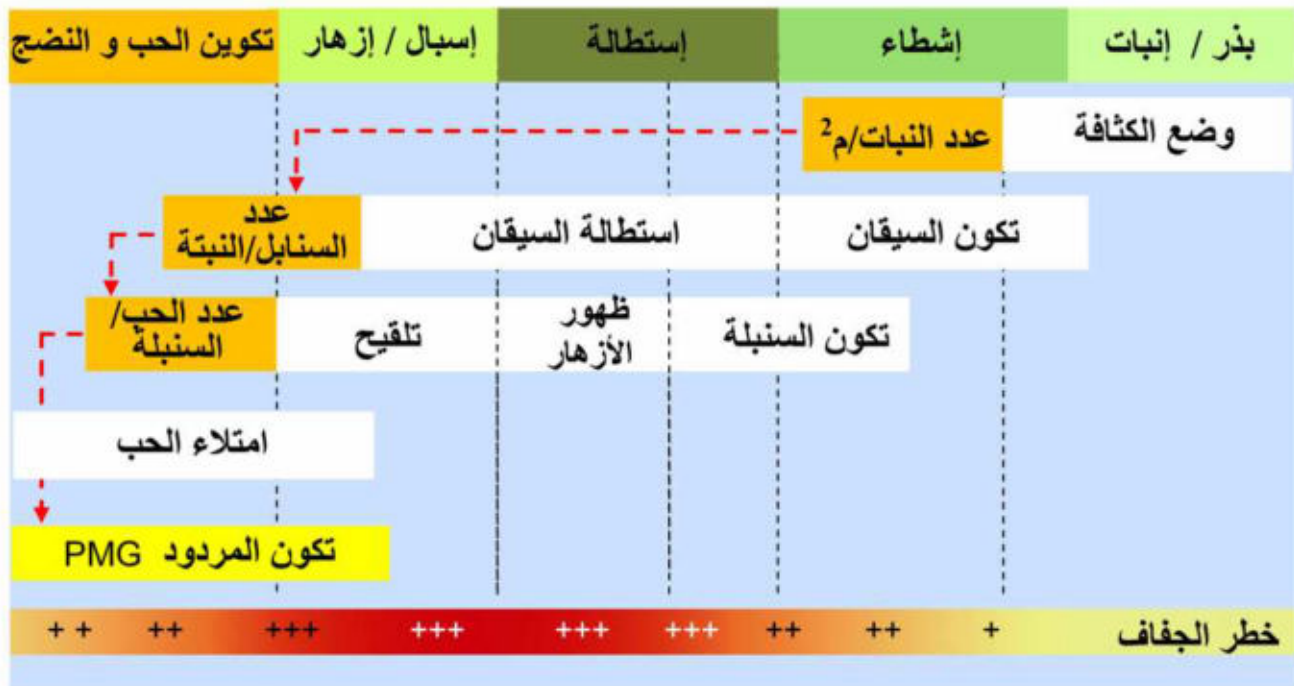 بذر / إنبات
إشطاء
إستطالة
إسبال / إزهار
تكوين الحب و النضج
وضع الكثافة
عدد النبات/م²
تكون السيقان
استطالة السيقان
عدد
السنابل/النبتة
تكون السنبلة
ظهور
الأزهار
تلقيح
عدد الحب/
السنبلة
امتلاء الحب
تكون المردود PMG
خطر الجفاف
+
++
++
+++
+++
+++
+++
++
+ +